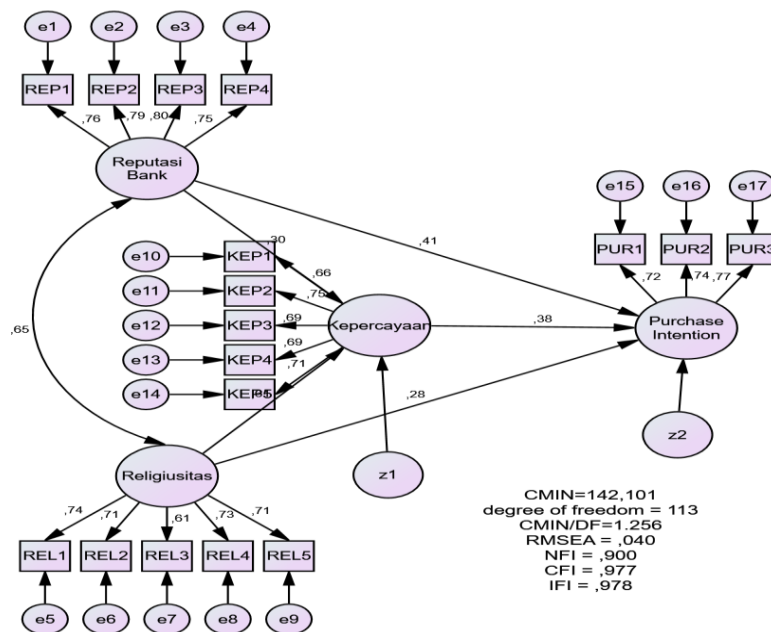 e1 e2 e3 e4
REP1 REP2 REP3 REP4
,76 ,79 ,80 ,75
Reputasi
Bank
e15 e16 e17
PUR1 PUR2 PUR3
,72 ,74 ,77
,30 ,41
e10 KEP1 ,66
e11 KEP2 ,75
e12 KEP3 ,69
e13 KEP4 ,69
e14 KEP5 ,71
,65
Kepercayaan
,38
Purchase
Intention
,28
Religiusitas
z1
z2
,74 ,71 ,61 ,73 ,71
REL1 REL2 REL3 REL4 REL5
e5 e6 e7 e8 e9
CMIN=142,101
degree of freedom = 113
CMIN/DF=1.256
RMSEA = ,040
NFI = ,900
CFI = ,977
IFI = ,978